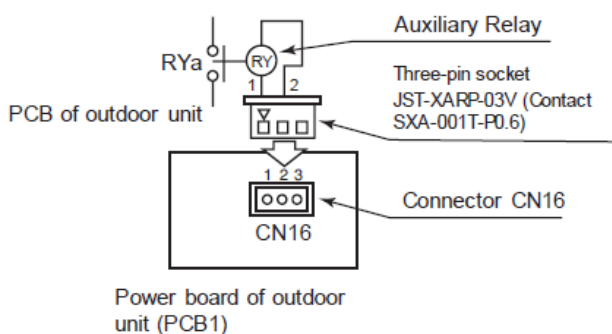 Auxiliary Relay
RYa
RY
1 2
Three-pin socket
JST-XARP-03V (Contact
SXA-001T-P0.6)
PCB of outdoor unit
1 2 3
Connector CN16
CN16
Power board of outdoor
unit (PCB1)